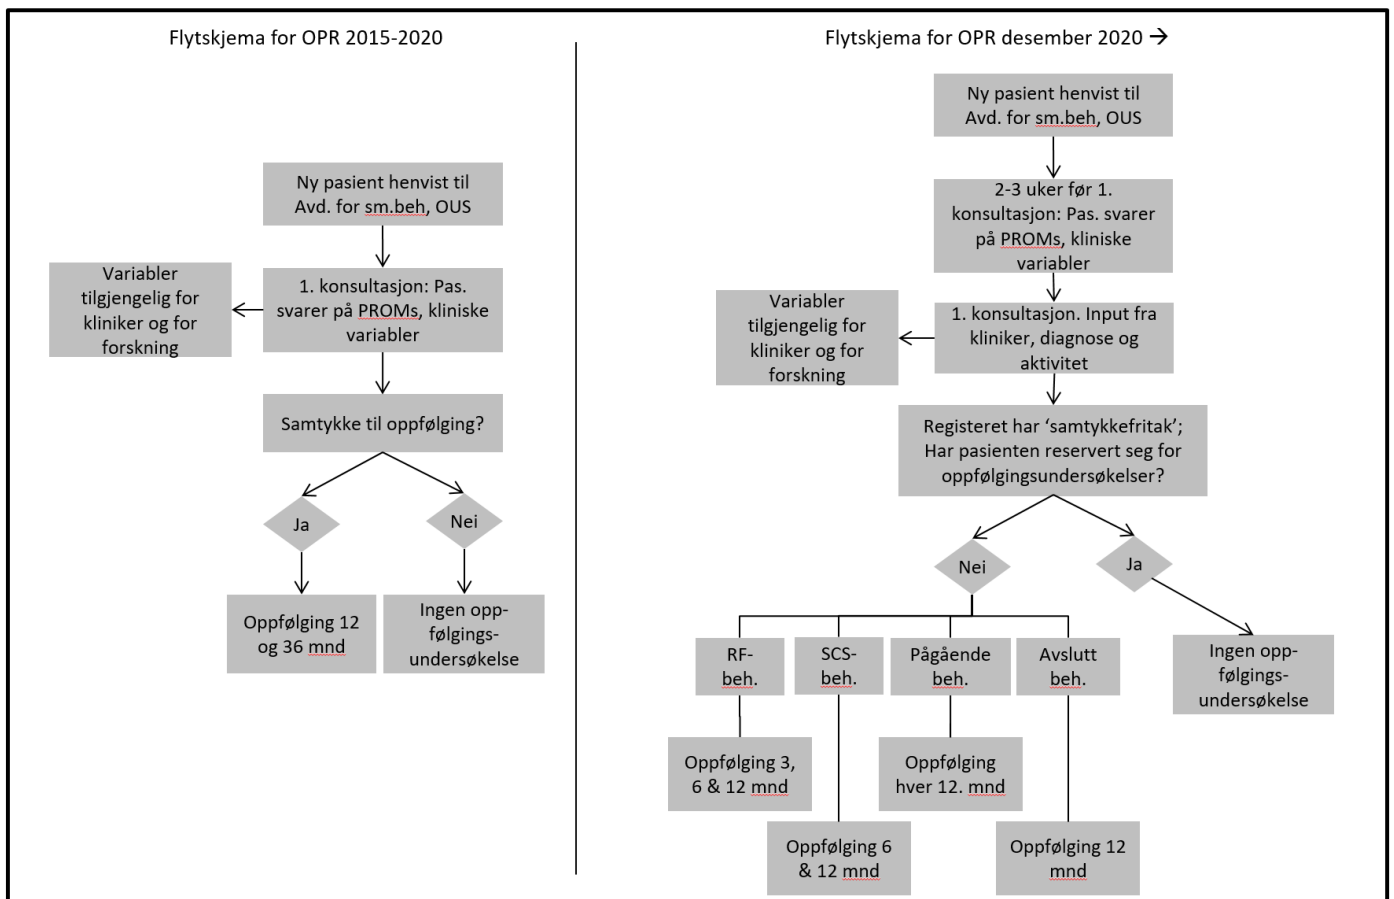 Flytskjema for OPR 2015-2020
Ny pasient henvist til
Avd. for sm.beh, OUS
Variabler
tilgjengelig for
kliniker og for
forskning
1. konsultasjon: Pas.
svarer på PROMs, kliniske
variabler
Samtykke til oppfølging?
Ja
Nei
Oppfølging 12
og 36 mnd
Ingen opp-
følgings-
undersøkelse
Flytskjema for OPR desember 2020 →
Ny pasient henvist til
Avd. for sm.beh, OUS
2-3 uker før 1.
konsultasjon: Pas. svarer
på PROMs, kliniske
variabler
Variabler
tilgjengelig for
kliniker og for
forskning
1. konsultasjon. Input fra
kliniker, diagnose og
aktivitet
Registeret har ‘samtykkefritak’;
Har pasienten reservert seg for
oppfølgingsundersøkelser?
Nei
Ja
RF-
beh.
SCS-
beh.
Pågående
beh.
Avslutt
beh.
Ingen opp-
følgings-
undersøkelse
Oppfølging 3,
6 & 12 mnd
Oppfølging
hver 12. mnd
Oppfølging 6
& 12 mnd
Oppfølging 12
mnd